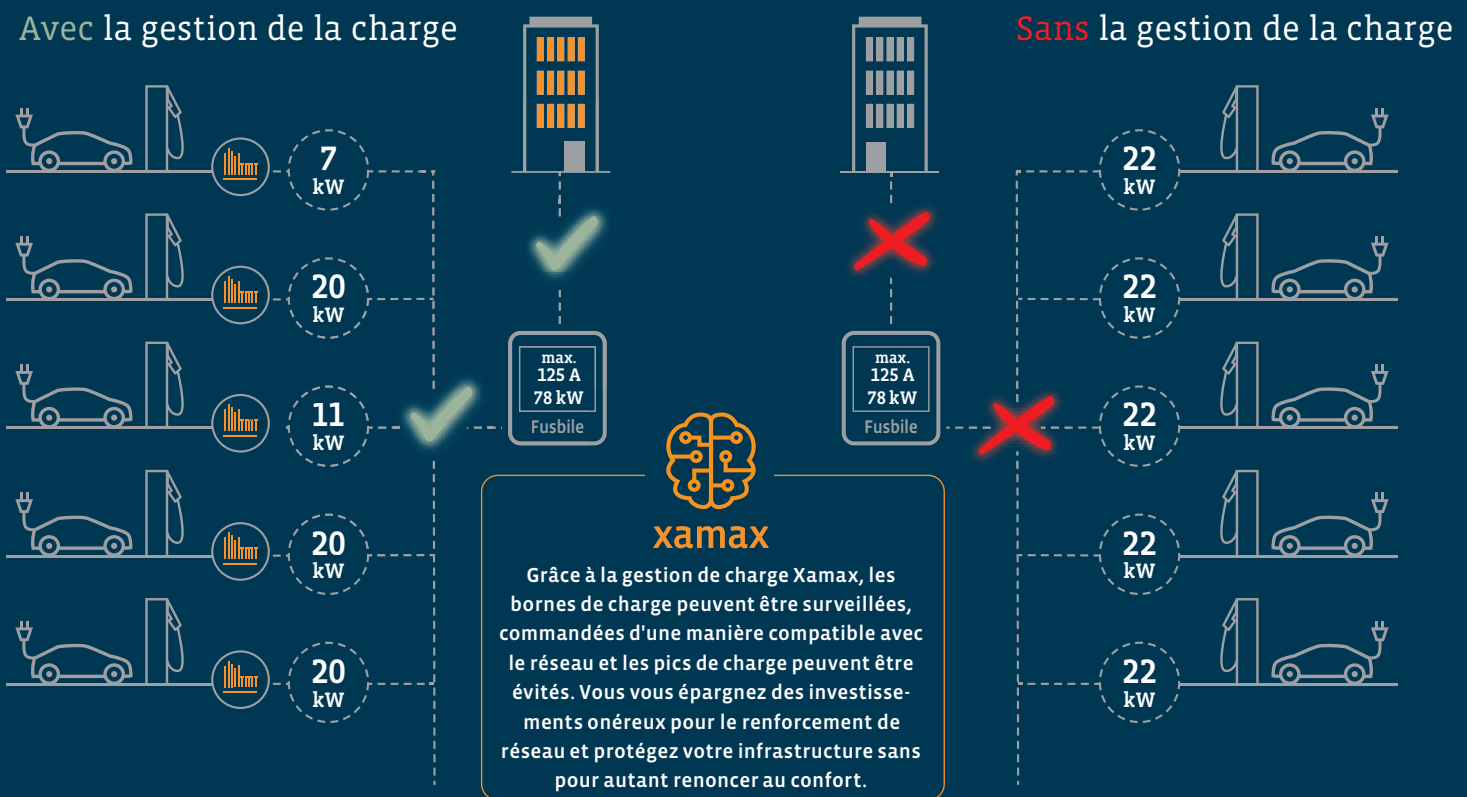 Avec la gestion de la charge
7
kW
20
kW
11
kW
20
kW
20
kW
max.
125 A
78 kW
Fusbile
Sans la gestion de la charge
max.
125 A
78 kW
Fusbile
22
kW
22
kW
22
kW
22
kW
22
kW
xamax
Grâce à la gestion de charge Xamax, les
bornes de charge peuvent être surveillées,
commandées d'une manière compatible avec
le réseau et les pics de charge peuvent être
évités. Vous vous épargnez des investisse-
ments onéreux pour le renforcement de
réseau et protégez votre infrastructure sans
pour autant renoncer au confort.